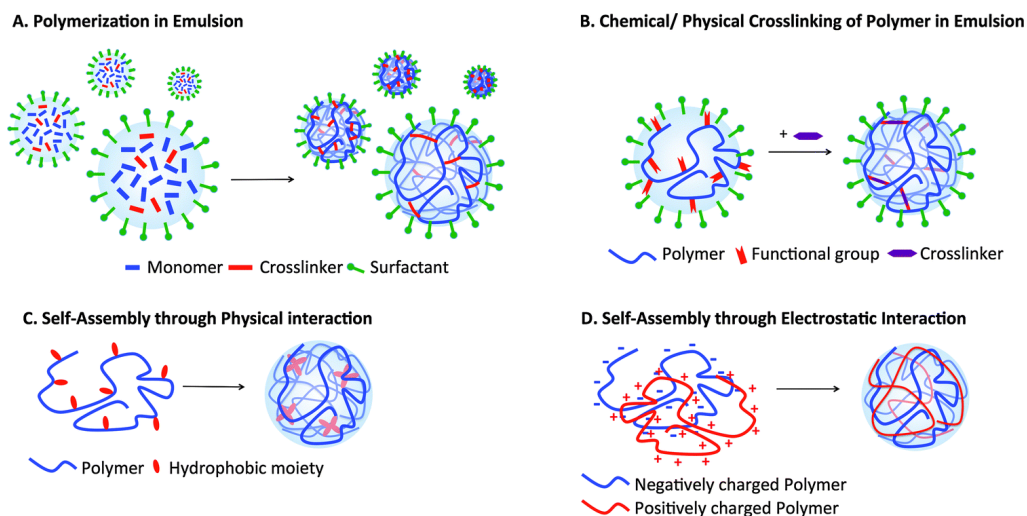 A. Polymerization in Emulsion
B. Chemical/ Physical Crosslinking of Polymer in Emulsion
+
Monomer Crosslinker Surfactant
Polymer Functional group Crosslinker
C. Self-Assembly through Physical interaction
D. Self-Assembly through Electrostatic Interaction
Polymer Hydrophobic moiety
Negatively charged Polymer
Positively charged Polymer